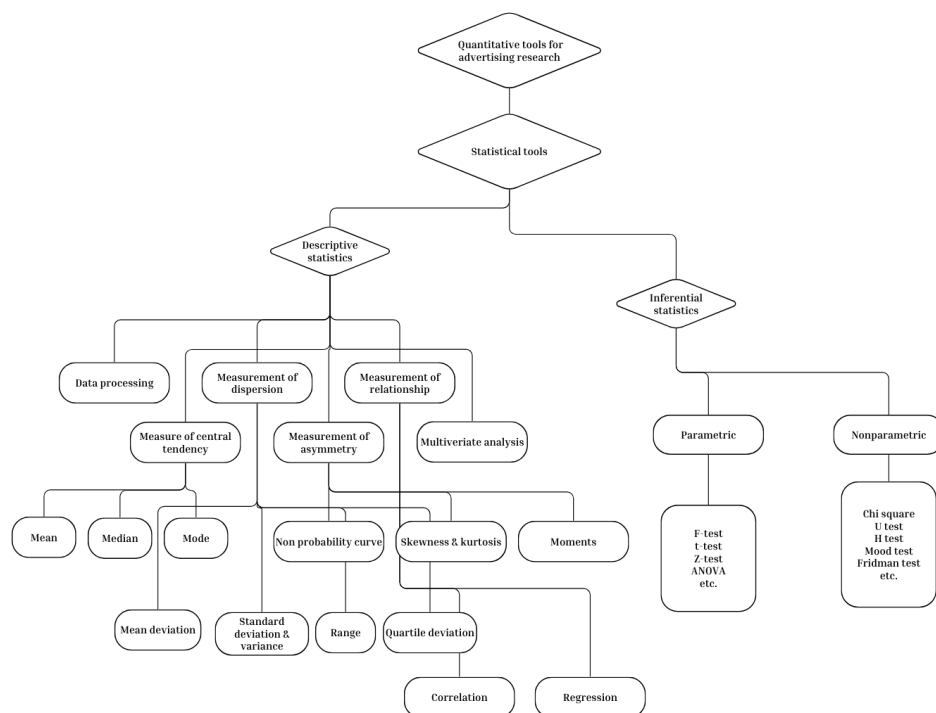 Quantitative tools for
advertising research
Statistical tools
Descriptive
statistics
Inferential
statistics
Data processing
Measurement of
dispersion
Measurement of
relationship
Measure of central
tendency
Measurement of
asymmetry
Multivariate analysis
Parametric
Nonparametric
Mean
Median
Mode
Non probability curve
Skewness & kurtosis
Moments
F-test
t-test
Z-test
ANOVA
etc.
Chi square
U test
H test
Mood test
Fridman test
etc.
Mean deviation
Standard
deviation &
variance
Range
Quartile deviation
Correlation
Regression